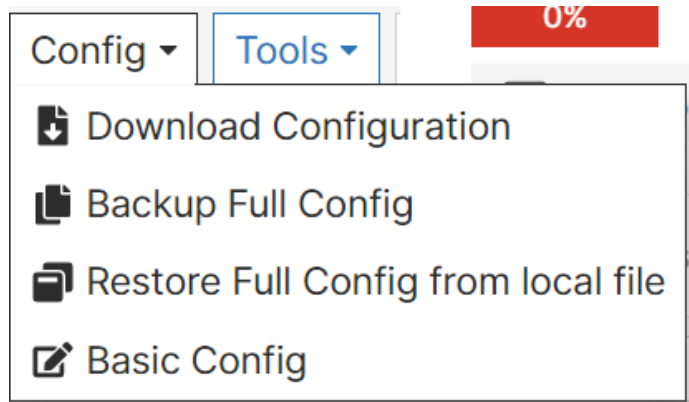 0%
Config
Tools
Download Configuration
Backup Full Config
Restore Full Config from local file
Basic Config